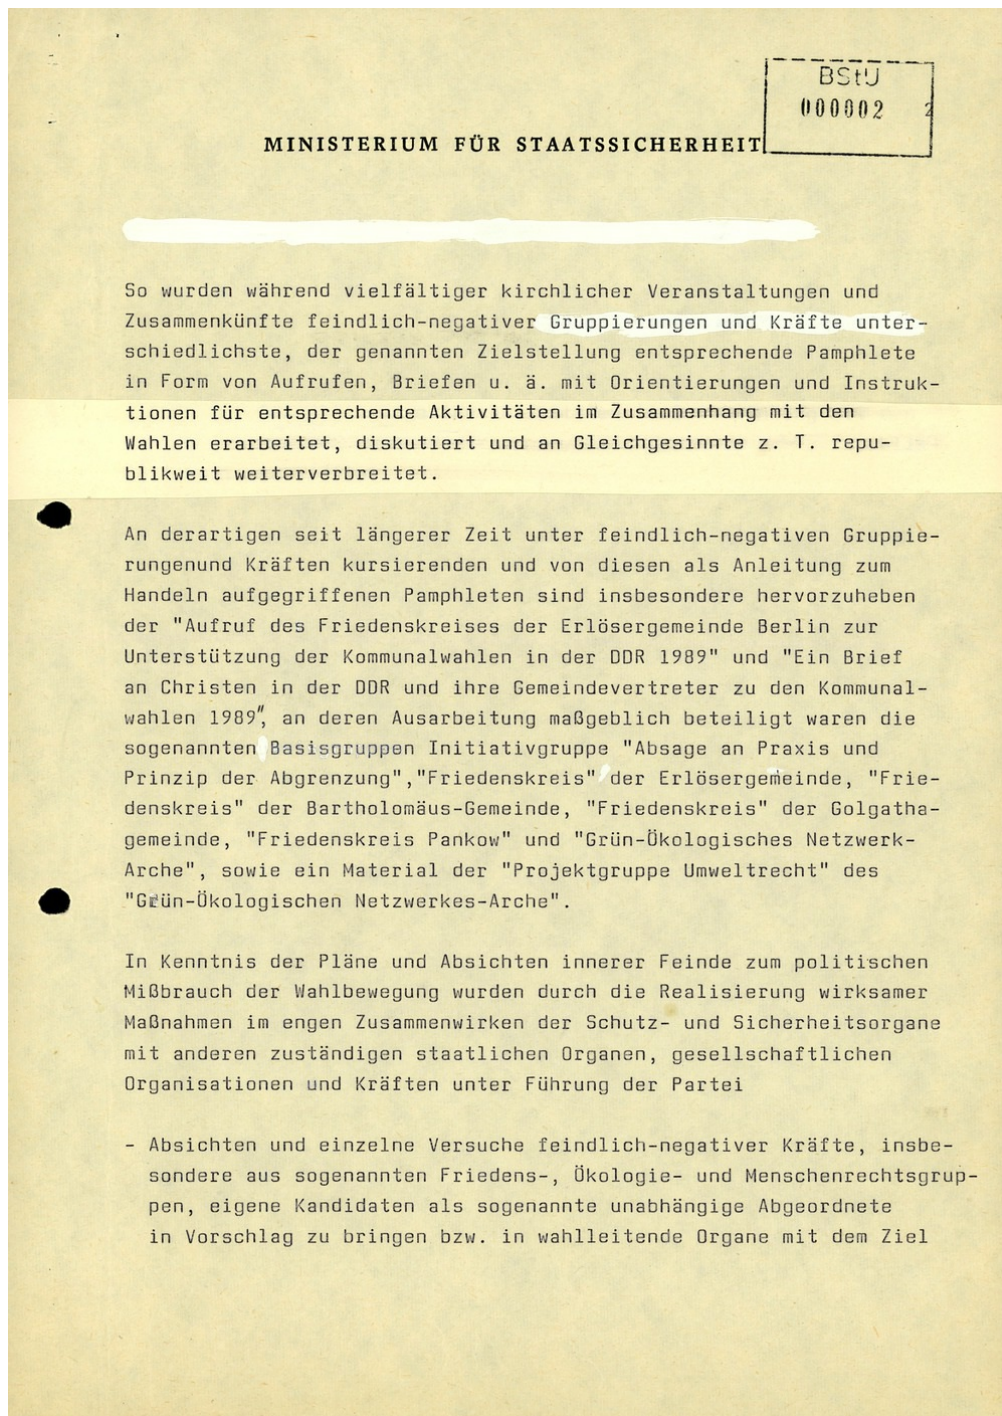 BStU
000002 2
MINISTERIUM FÜR STAATSSICHERHEIT
So wurden während vielfältiger kirchlicher Veranstaltungen und
Zusammenkünfte feindlich-negativer Gruppierungen und Kräfte unter-
schiedlichste, der genannten Zielstellung entsprechende Pamphlete
in Form von Aufrufen, Briefen u. ä. mit Orientierungen und Instruk-
tionen für entsprechende Aktivitäten im Zusammenhang mit den
Wahlen erarbeitet, diskutiert und an Gleichgesinnte z. T. repu-
blikweit weiterverbreitet.
An derartigen seit längerer Zeit unter feindlich-negativen Gruppie-
rungenund Kräften kursierenden und von diesen als Anleitung zum
Handeln aufgegriffenen Pamphleten sind insbesondere hervorzuheben
der "Aufruf des Friedenskreises der Erlösergemeinde Berlin zur
Unterstützung der Kommunalwahlen in der DDR 1989" und "Ein Brief
an Christen in der DDR und ihre Gemeindevertreter zu den Kommunal-
wahlen 1989", an deren Ausarbeitung maßgeblich beteiligt waren die
sogenannten Basisgruppen Initiativgruppe "Absage an Praxis und
Prinzip der Abgrenzung","Friedenskreis" der Erlösergemeinde, "Frie-
denskreis" der Bartholomäus-Gemeinde, "Friedenskreis" der Golgatha-
gemeinde, "Friedenskreis Pankow" und "Grün-Ökologisches Netzwerk-
Arche", sowie ein Material der "Projektgruppe Umweltrecht" des
"Grün-Ökologischen Netzwerkes-Arche".
In Kenntnis der Pläne und Absichten innerer Feinde zum politischen
Mißbrauch der Wahlbewegung wurden durch die Realisierung wirksamer
Maßnahmen im engen Zusammenwirken der Schutz- und Sicherheitsorgane
mit anderen zuständigen staatlichen Organen, gesellschaftlichen
Organisationen und Kräften unter Führung der Partei
- Absichten und einzelne Versuche feindlich-negativer Kräfte, insbe-
sondere aus sogenannten Friedens-, Ökologie- und Menschenrechtsgrup-
pen, eigene Kandidaten als sogenannte unabhängige Abgeordnete
in Vorschlag zu bringen bzw. in wahlleitende Organe mit dem Ziel